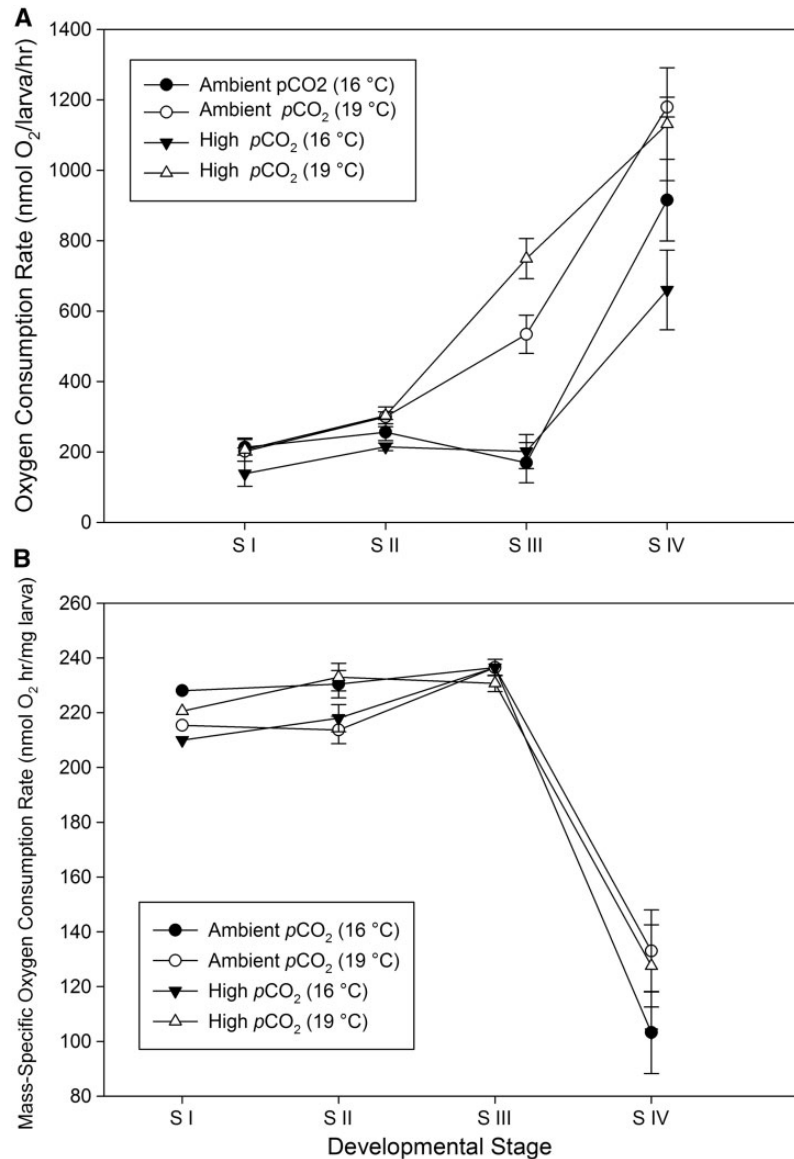 A
Oxygen Consumption Rate (nmol O2/larva/hr)
1400
1200
1000
800
600
400
200
0
Ambient pCO2 (16 °C)
Ambient pCO2 (19 °C)
High pCO2 (16 °C)
High pCO2 (19 °C)
S I
S II
S III
S IV
B
Mass-Specific Oxygen Consumption Rate (nmol O2 hr/mg larva)
260
240
220
200
180
160
140
120
100
80
Ambient pCO2 (16 °C)
Ambient pCO2 (19 °C)
High pCO2 (16 °C)
High pCO2 (19 °C)
S I
S II
S III
S IV
Developmental Stage